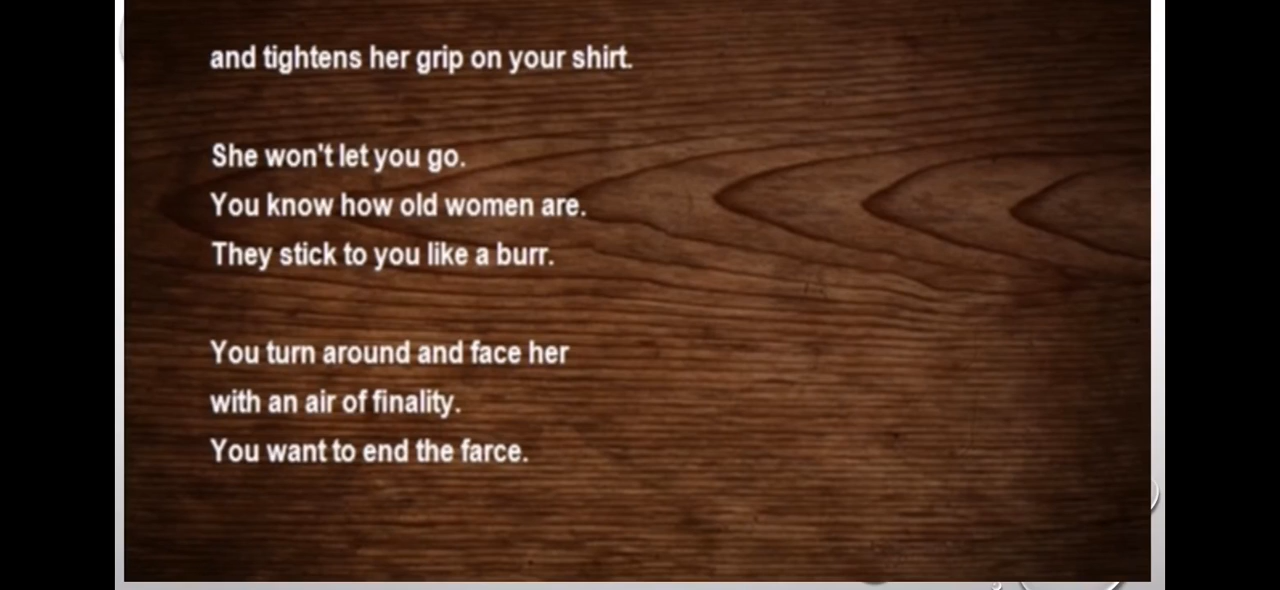 and tightens her grip on your shirt.
She won't let you go.
You know how old women are.
They stick to you like a burr.
You turn around and face her
with an air of finality.
You want to end the farce.